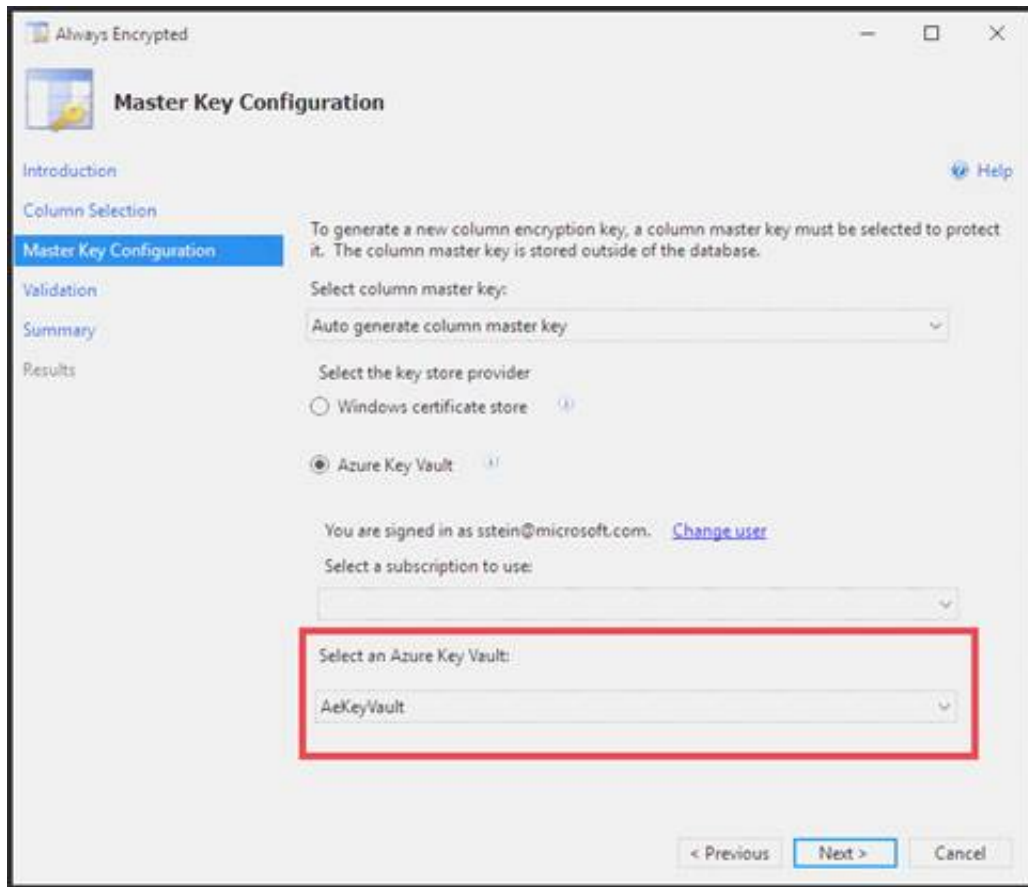 Always Encrypted
Master Key Configuration
Introduction
Help
Column Selection
Master Key Configuration
Validation
Summary
Results
To generate a new column encryption key, a column master key must be selected to protect
it. The column master key is stored outside of the database.
Select column master key:
Auto generate column master key
Select the key store provider
Windows certificate store
Azure Key Vault
You are signed in as sstein@microsoft.com. Change user
Select a subscription to use:
Select an Azure Key Vault:
AeKeyVault
< Previous
Next >
Cancel